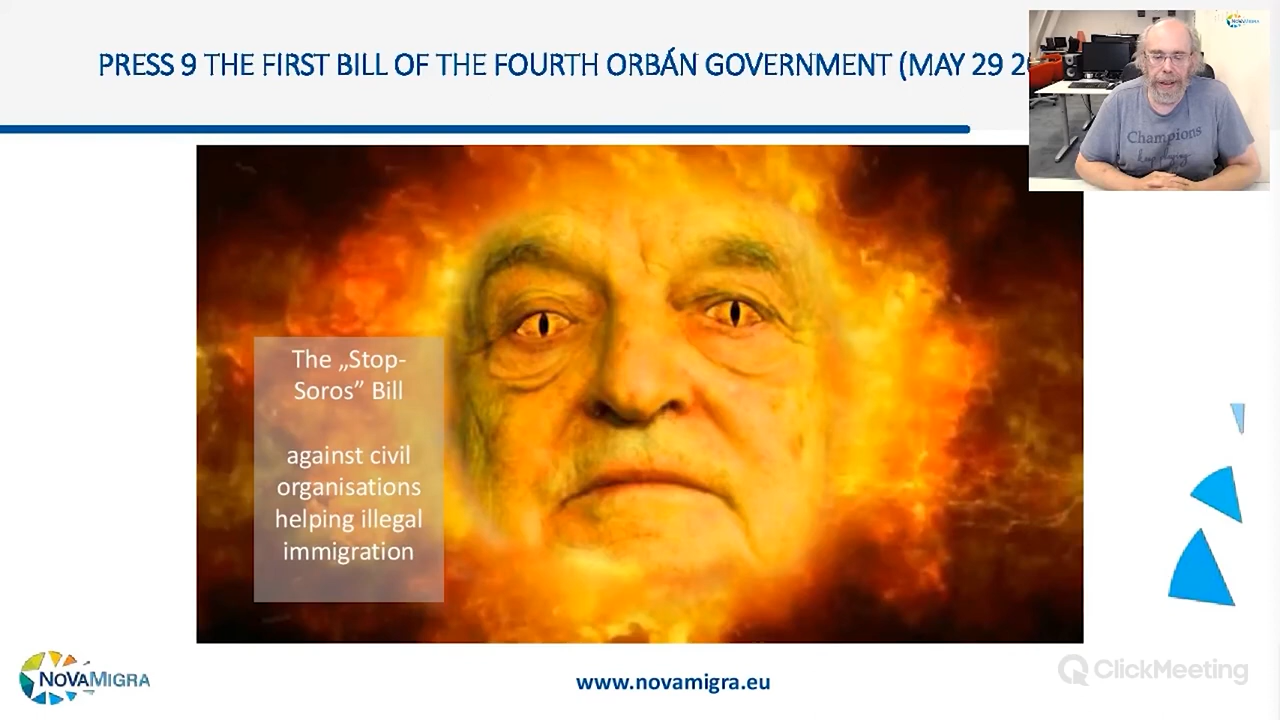 PRESS 9 THE FIRST BILL OF THE FOURTH ORBÁN GOVERNMENT (MAY 29
Champions
The „Stop-
Soros” Bill
against civil
organisations
helping illegal
immigration
NOVAMIGRA
www.novamigra.eu
ClickMeeting